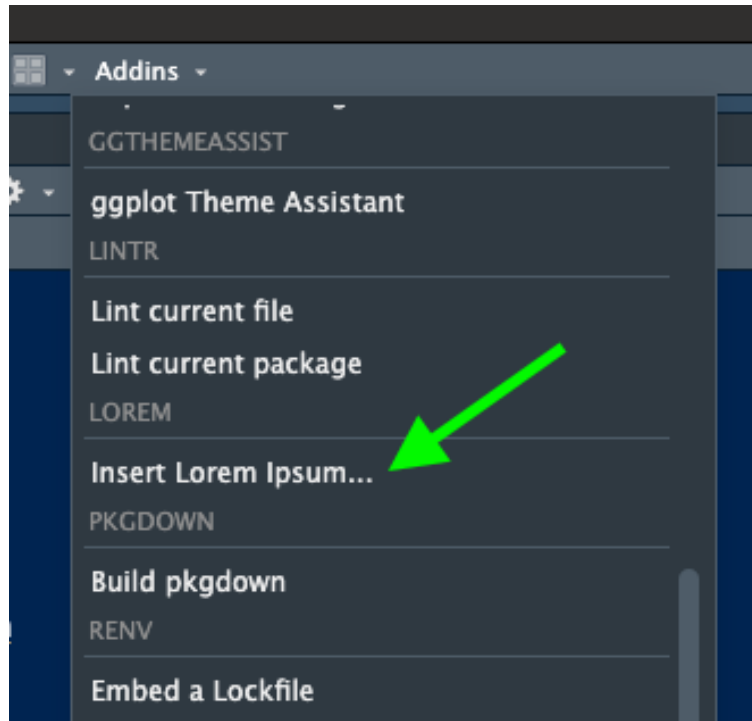 Addins
GGTHEMEASSIST
ggplot Theme Assistant
LINTR
Lint current file
Lint current package
LOREM
Insert Lorem Ipsum...
PKGDOWN
Build pkgdown
RENV
Embed a Lockfile